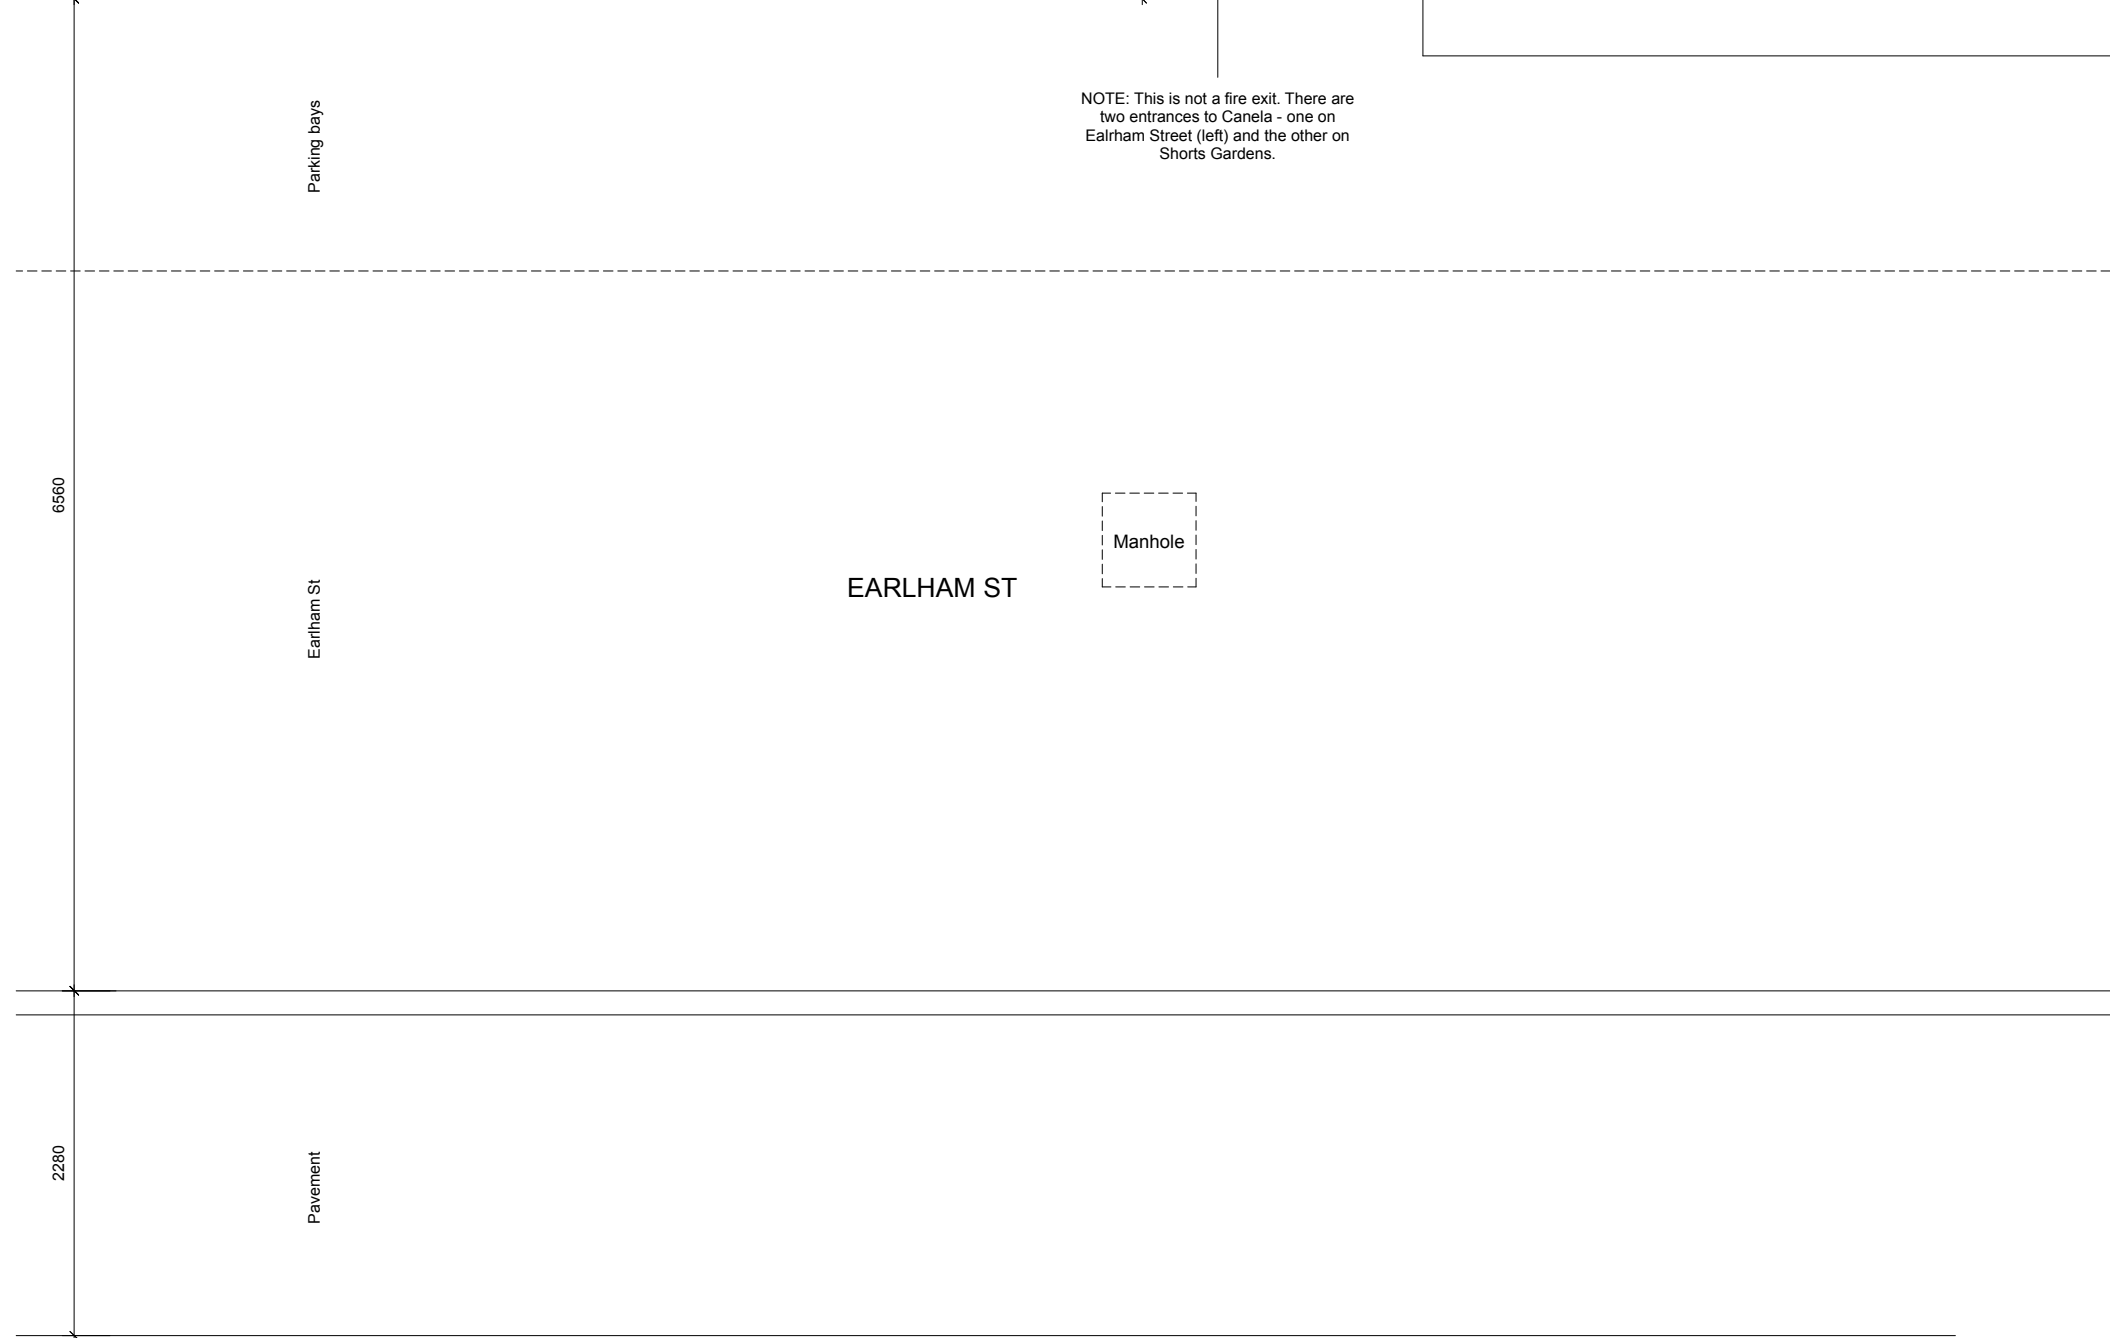 Parking bays
NOTE: This is not a fire exit. There are
two entrances to Canela - one on
Ealrham Street (left) and the other on
Shorts Gardens.
6560
Manhole
EARLHAM ST
Earlham St
2280
Pavement